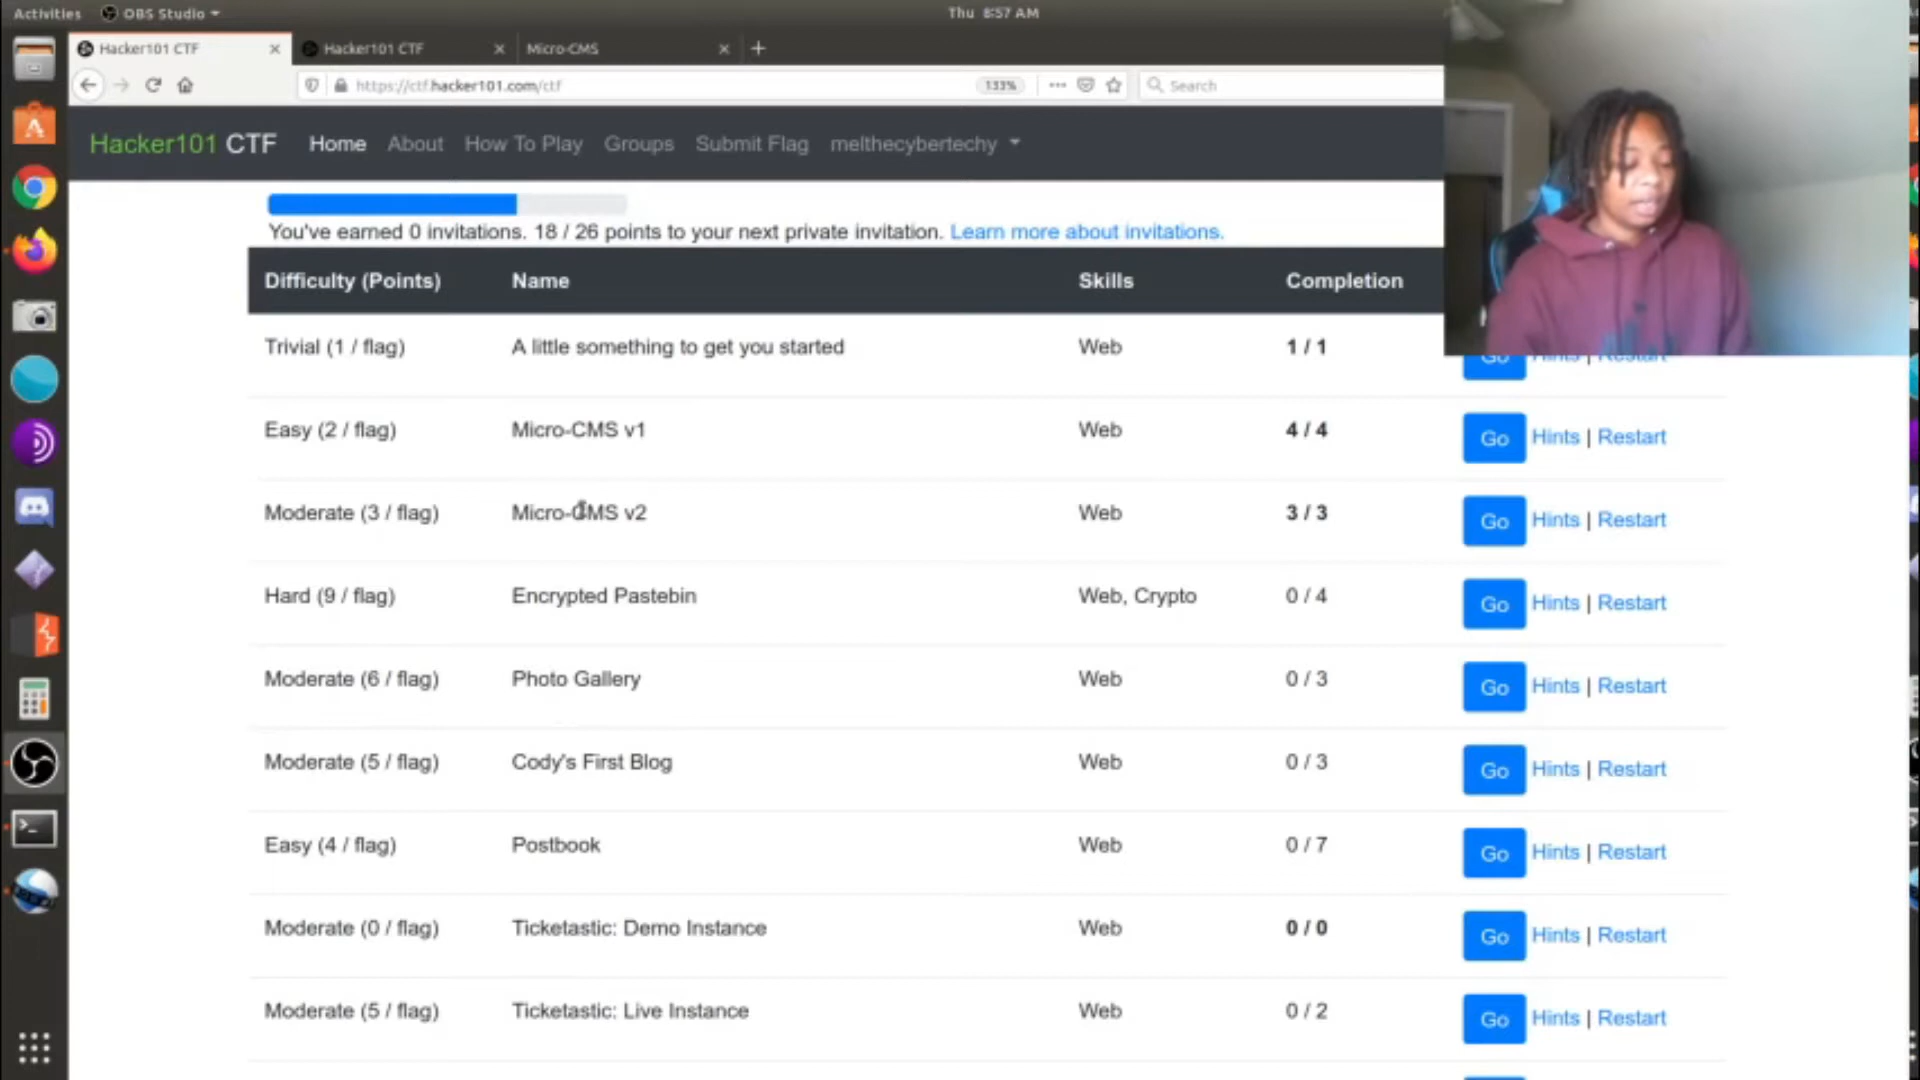 Activities OBS Studio Thu 8:57 AM
Hacker101 CTF Hacker101 CTF Micro-CMS
https://ctf.hacker101.com/ctf 133% Search
Hacker101 CTF Home About How To Play Groups Submit Flag melthecybertechy
You've earned 0 invitations. 18 / 26 points to your next private invitation. Learn more about invitations.
Difficulty (Points) Name Skills Completion
Trivial (1 / flag) A little something to get you started Web 1 / 1 Go Hints | Restart
Easy (2 / flag) Micro-CMS v1 Web 4 / 4 Go Hints | Restart
Moderate (3 / flag) Micro-CMS v2 Web 3 / 3 Go Hints | Restart
Hard (9 / flag) Encrypted Pastebin Web, Crypto 0 / 4 Go Hints | Restart
Moderate (6 / flag) Photo Gallery Web 0 / 3 Go Hints | Restart
Moderate (5 / flag) Cody's First Blog Web 0 / 3 Go Hints | Restart
Easy (4 / flag) Postbook Web 0 / 7 Go Hints | Restart
Moderate (0 / flag) Ticketastic: Demo Instance Web 0 / 0 Go Hints | Restart
Moderate (5 / flag) Ticketastic: Live Instance Web 0 / 2 Go Hints | Restart